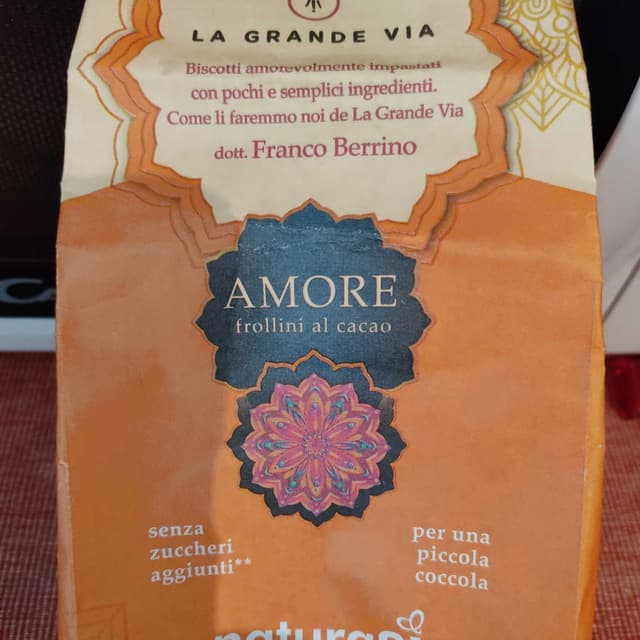 LA GRANDE VIA
Biscotti amorevolmente impastati
con pochi e semplici ingredienti.
Come li faremmo noi de La Grande Via
dott. Franco Berrino
AMORE
frollini al cacao
senza
zuccheri
aggiunti**
per una
piccola
coccola
naturasì